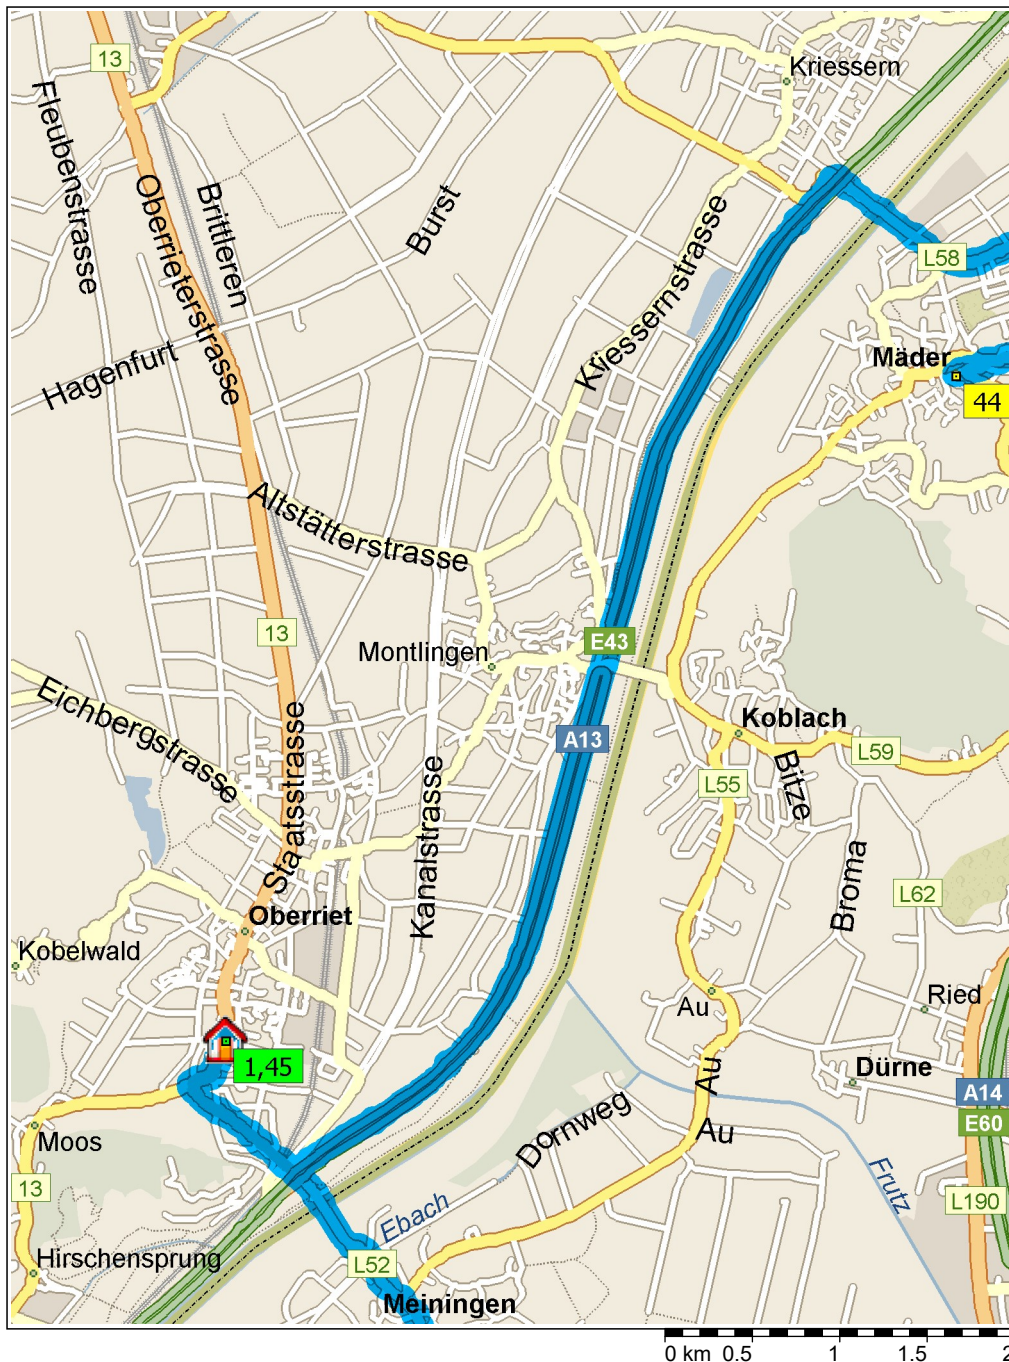 13
Kriessern
Fleubenstrasse
Oberrieterstrasse
Brittleren
Burst
Kriessernstrasse
L58
Hagenfurt
Mäder
44
Altstätterstrasse
13
E43
Montlingen
Eichbergstrasse
Staatsstrasse
A13
Koblach
L59
Bitze
L55
Kanalstrasse
Broma
L62
Oberriet
Kobelwald
Au
Ried
1,45
Dürne
Au
A14
Moos
Dornweg
Au
E60
13
Ebach
Frutz
L190
Hirschensprung
L52
Meiningen
0 km 0.5 1 1.5 2